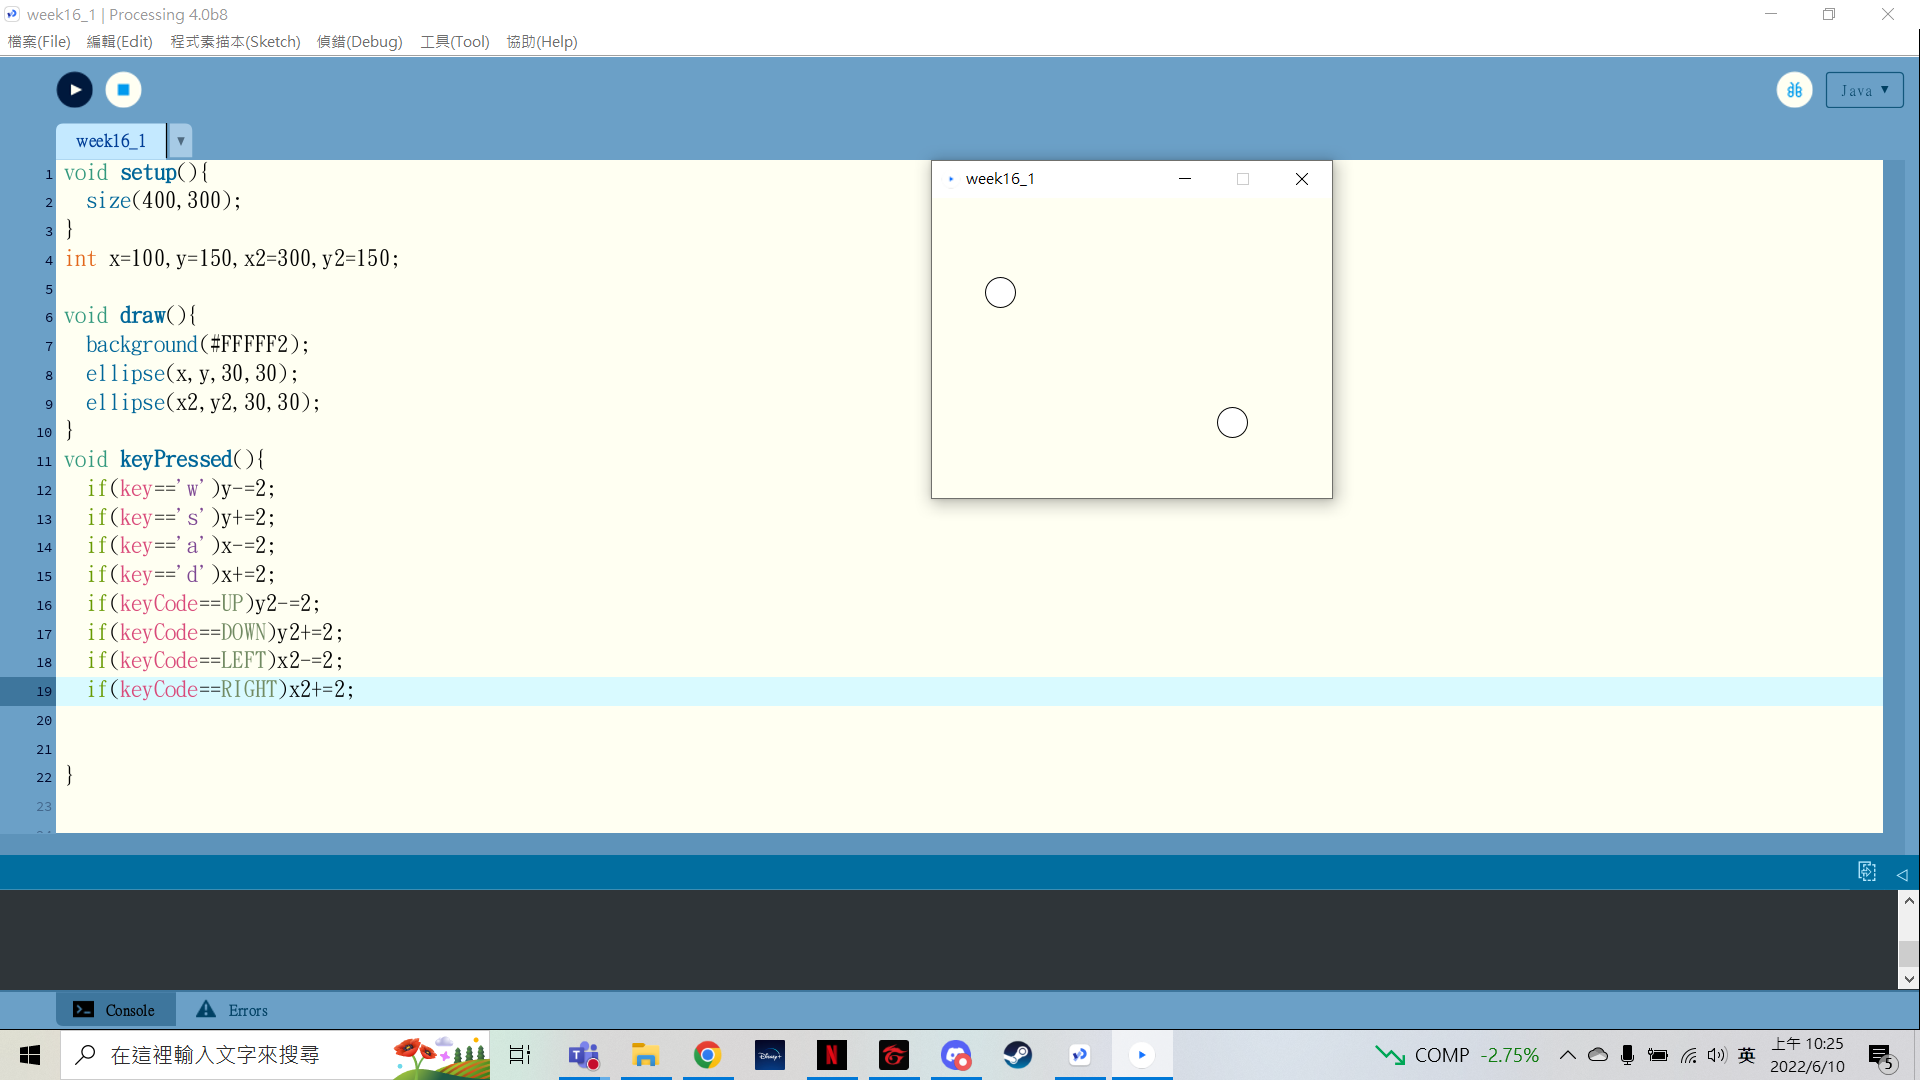 week16_1 | Processing 4.0b8
檔案(File) 編輯(Edit) 程式素描本(Sketch) 偵錯(Debug) 工具(Tool) 協助(Help)
Java ▼
week16_1 ▼
1 void setup(){
2 size(400,300);
3 }
4 int x=100,y=150,x2=300,y2=150;
5
6 void draw(){
7 background(#FFFFF2);
8 ellipse(x,y,30,30);
9 ellipse(x2,y2,30,30);
10 }
11 void keyPressed(){
12 if(key=='w')y-=2;
13 if(key=='s')y+=2;
14 if(key=='a')x-=2;
15 if(key=='d')x+=2;
16 if(keyCode==UP)y2-=2;
17 if(keyCode==DOWN)y2+=2;
18 if(keyCode==LEFT)x2-=2;
19 if(keyCode==RIGHT)x2+=2;
20
21
22 }
23
week16_1
Console Errors
在這裡輸入文字來搜尋
Disney+
N
COMP -2.75%
英
上午 10:25
2022/6/10
5